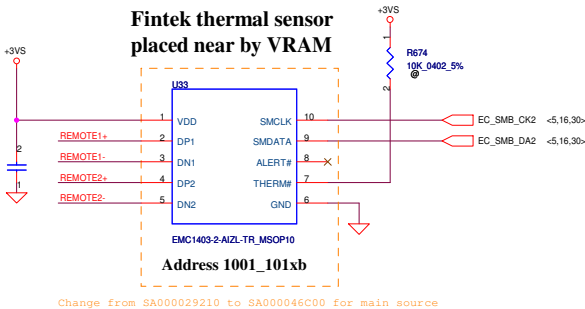 Fintek thermal sensor
placed near by VRAM
+3VS
+3VS
1
R674
10K_0402_5%
@
2
U33
1 VDD SMCLK 10 EC_SMB_CK2 <5,16,30>
REMOTE1+ 2 DP1 SMDATA 9 EC_SMB_DA2 <5,16,30>
REMOTE1- 3 DN1 ALERT# 8
REMOTE2+ 4 DP2 THERM# 7
REMOTE2- 5 DN2 GND 6
2
1
EMC1403-2-AIZL-TR_MSOP10
Address 1001_101xb
Change from SA000029210 to SA000046C00 for main source